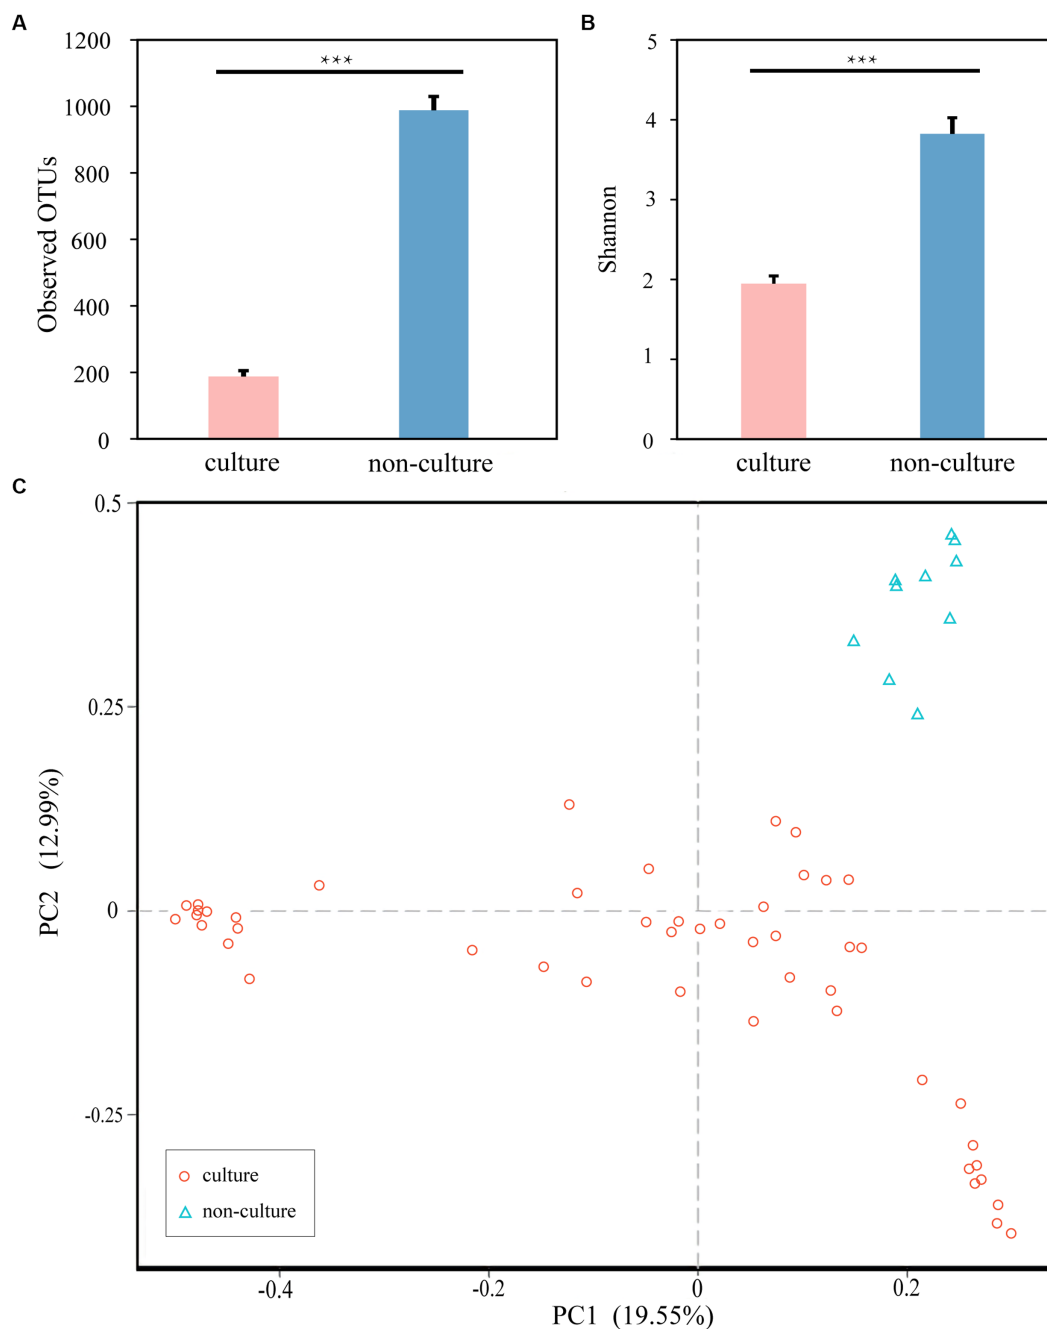 A
1200
1000
800
600
400
200
0
Observed OTUs
***
culture
non-culture
B
5
4
3
2
1
0
Shannon
***
culture
non-culture
C
0.5
0.25
0
-0.25
PC2 (12.99%)
culture
non-culture
-0.4
-0.2
0
0.2
PC1 (19.55%)